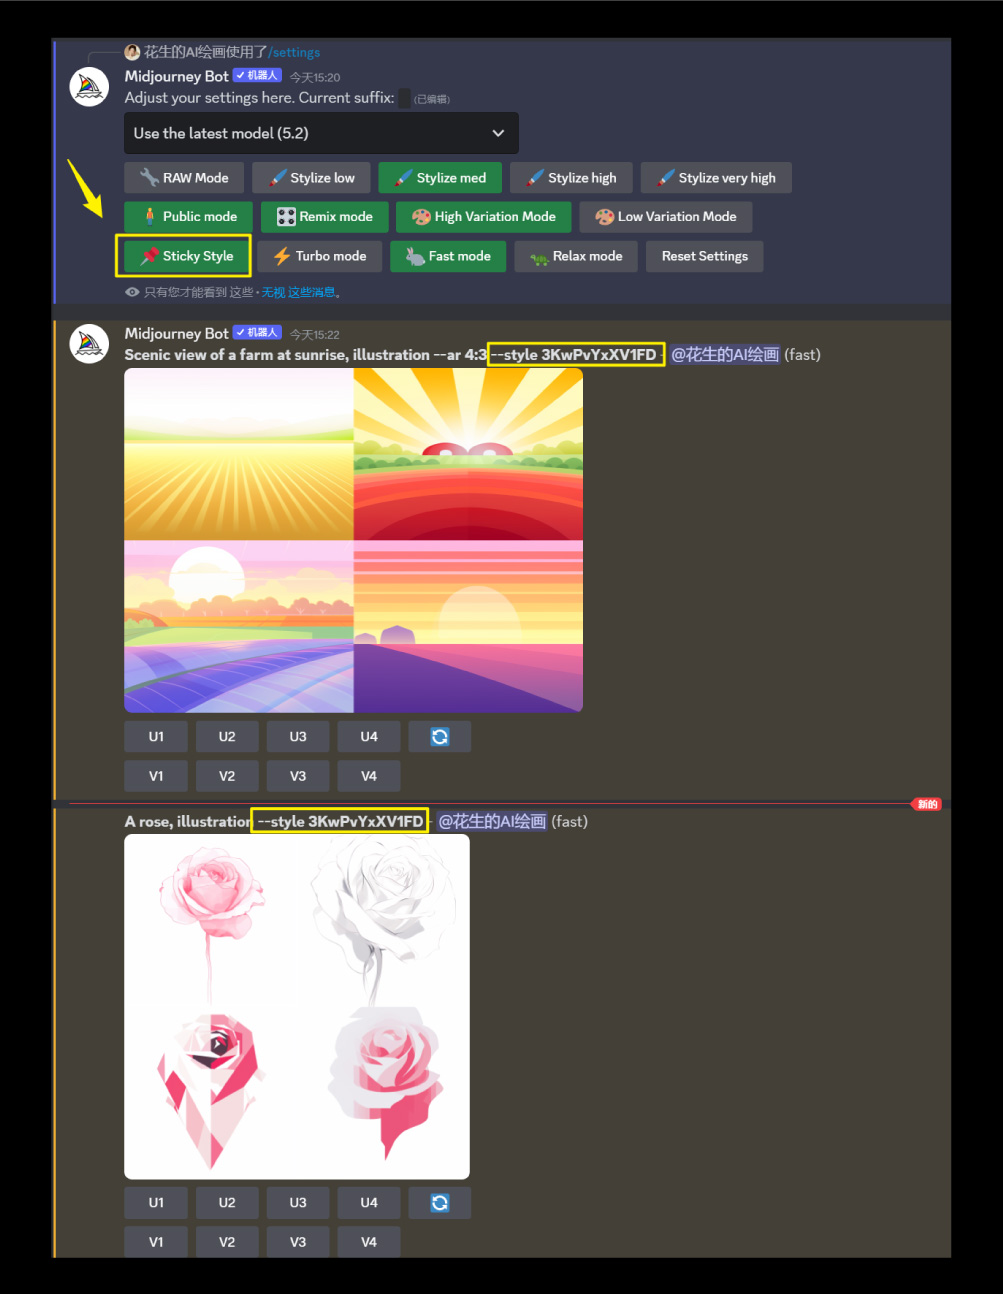 花生的AI绘画使用了/settings
Midjourney Bot ✓ 机器人 今天15:20
Adjust your settings here. Current suffix: (已编辑)
Use the latest model (5.2)
RAW Mode Stylize low Stylize med Stylize high Stylize very high
Public mode Remix mode High Variation Mode Low Variation Mode
Sticky Style Turbo mode Fast mode Relax mode Reset Settings
只有您才能看到 这些 · 无视 这些消息。
Midjourney Bot ✓ 机器人 今天15:22
Scenic view of a farm at sunrise, illustration --ar 4:3 --style 3KwPvYxXV1FD - @花生的AI绘画 (fast)
U1 U2 U3 U4
V1 V2 V3 V4
新的
A rose, illustration --style 3KwPvYxXV1FD - @花生的AI绘画 (fast)
U1 U2 U3 U4
V1 V2 V3 V4